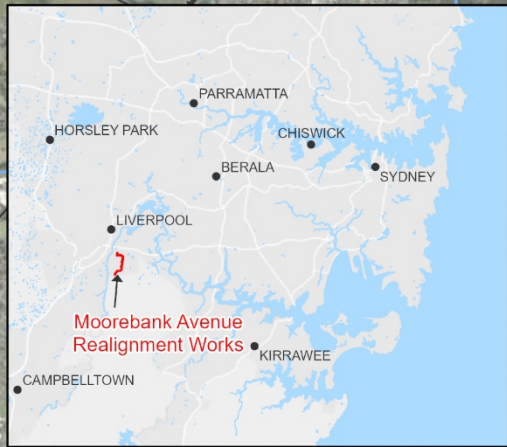 PARRAMATTA
HORSLEY PARK
CHISWICK
BERALA
SYDNEY
LIVERPOOL
Moorebank Avenue
Realignment Works
KIRRAWEE
CAMPBELLTOWN